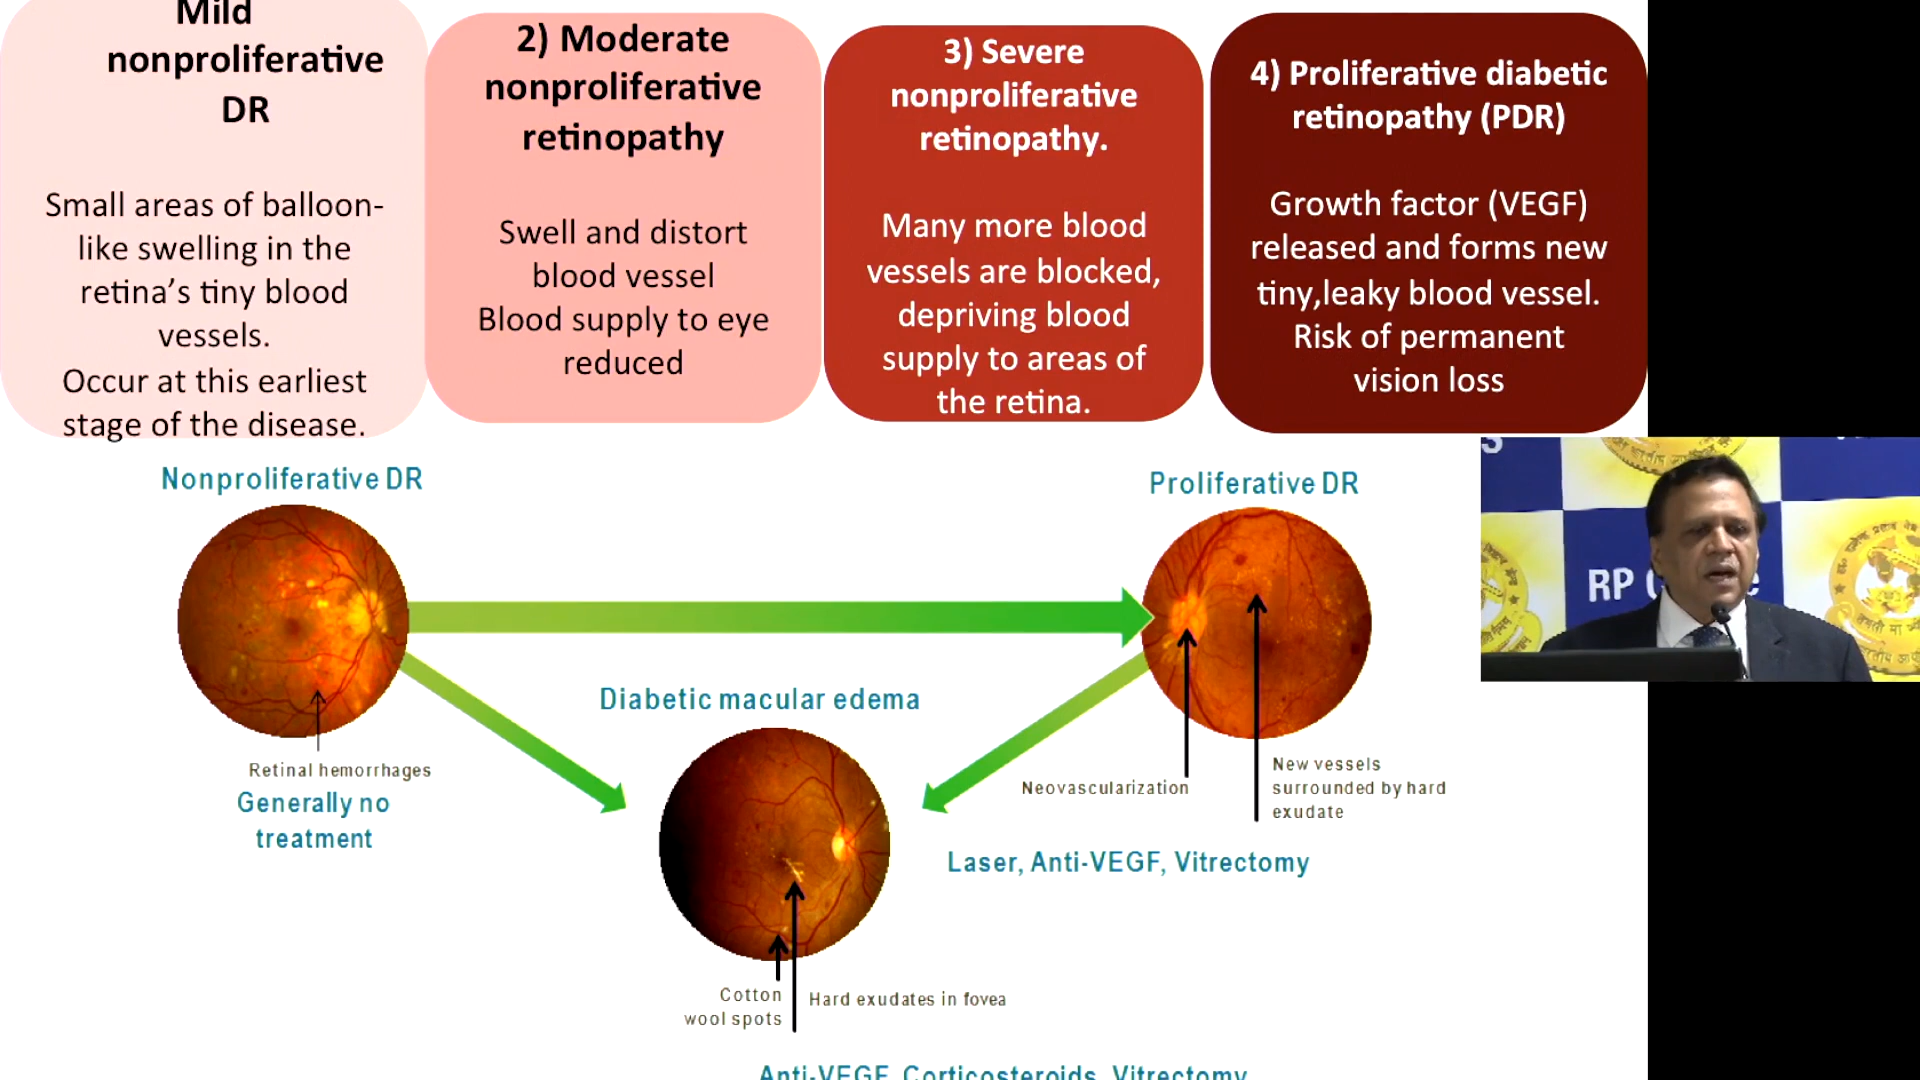 Mild
nonproliferative
DR
Small areas of balloon-
like swelling in the
retina’s tiny blood
vessels.
Occur at this earliest
stage of the disease.
2) Moderate
nonproliferative
retinopathy
Swell and distort
blood vessel
Blood supply to eye
reduced
3) Severe
nonproliferative
retinopathy.
Many more blood
vessels are blocked,
depriving blood
supply to areas of
the retina.
4) Proliferative diabetic
retinopathy (PDR)
Growth factor (VEGF)
released and forms new
tiny,leaky blood vessel.
Risk of permanent
vision loss
Nonproliferative DR
Proliferative DR
Diabetic macular edema
Retinal hemorrhages
Generally no
treatment
Neovascularization
New vessels
surrounded by hard
exudate
Laser, Anti-VEGF, Vitrectomy
Cotton
wool spots
Hard exudates in fovea
Anti-VEGF, Corticosteroids, Vitrectomy
RP